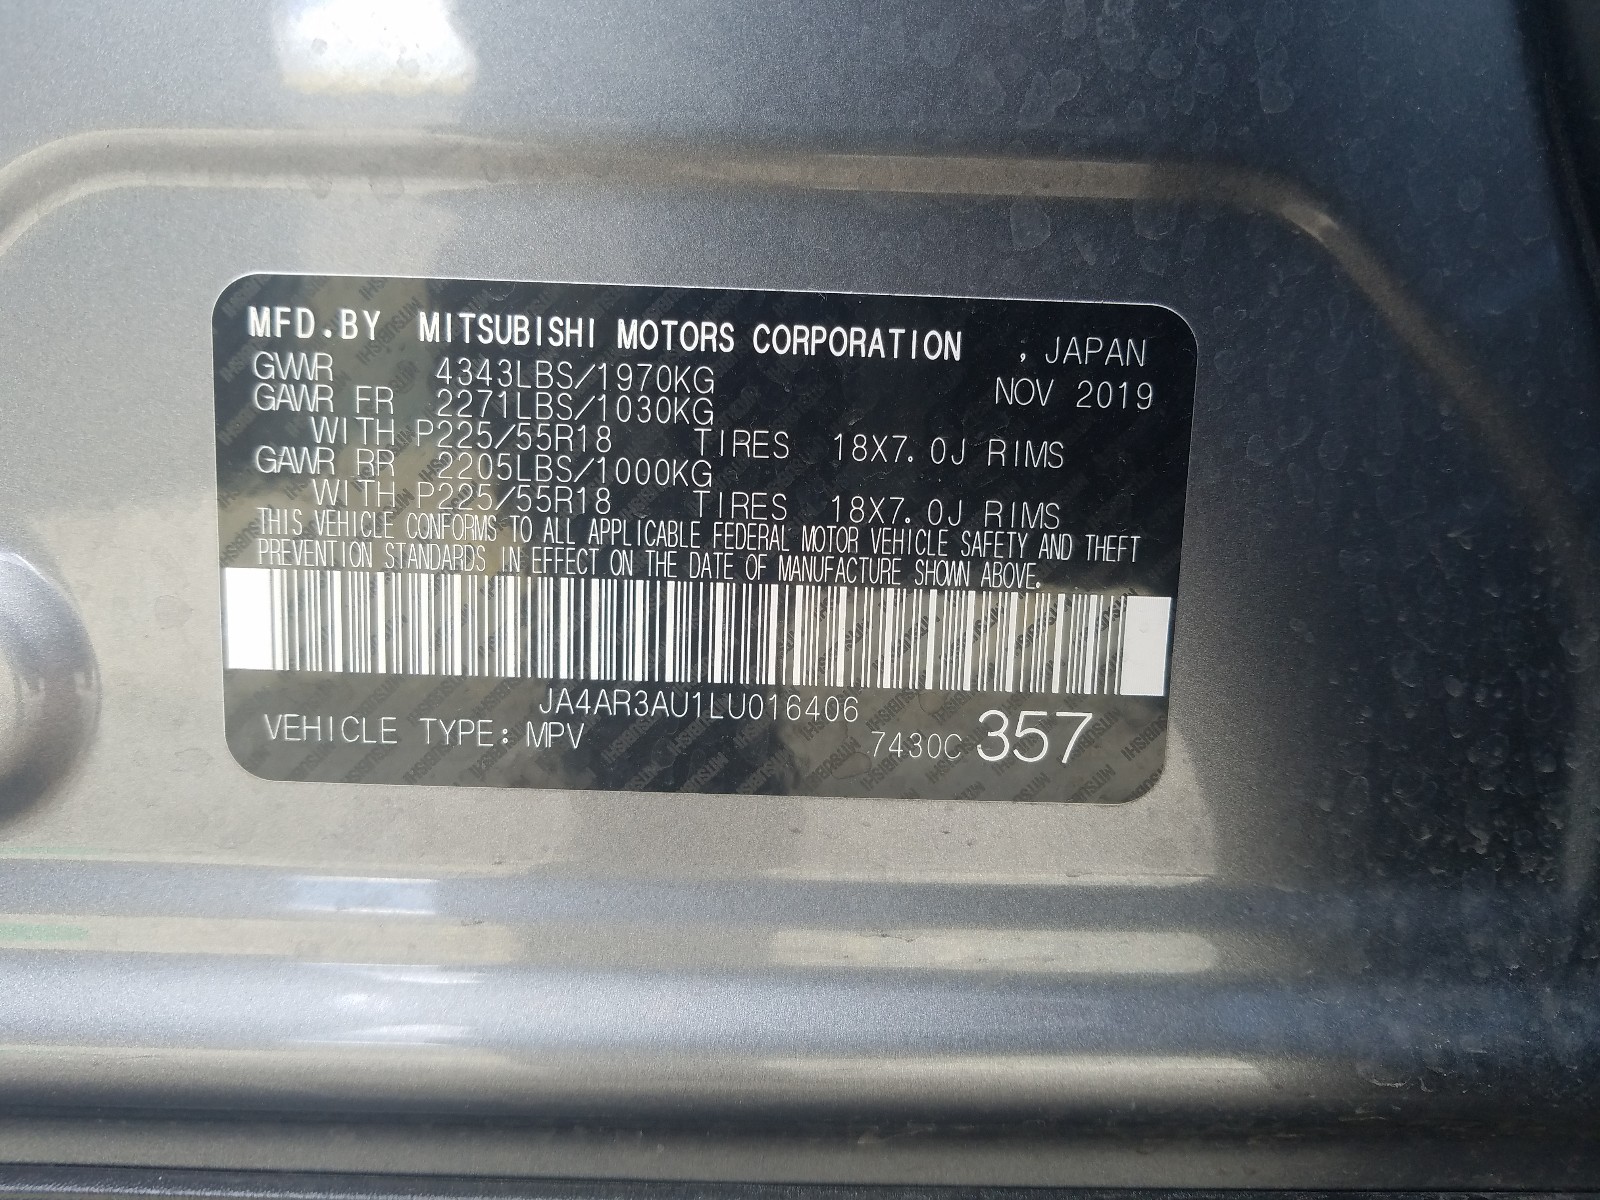 MFD.BY MITSUBISHI MOTORS CORPORATION , JAPAN
GVWR 4343LBS/1970KG NOV 2019
GAWR FR 2271LBS/1030KG
WITH P225/55R18 TIRES 18X7.0J RIMS
GAWR RR 2205LBS/1000KG
WITH P225/55R18 TIRES 18X7.0J RIMS
THIS VEHICLE CONFORMS TO ALL APPLICABLE FEDERAL MOTOR VEHICLE SAFETY AND THEFT
PREVENTION STANDARDS IN EFFECT ON THE DATE OF MANUFACTURE SHOWN ABOVE.
JA4AR3AU1LU016406
VEHICLE TYPE: MPV 7430C 357